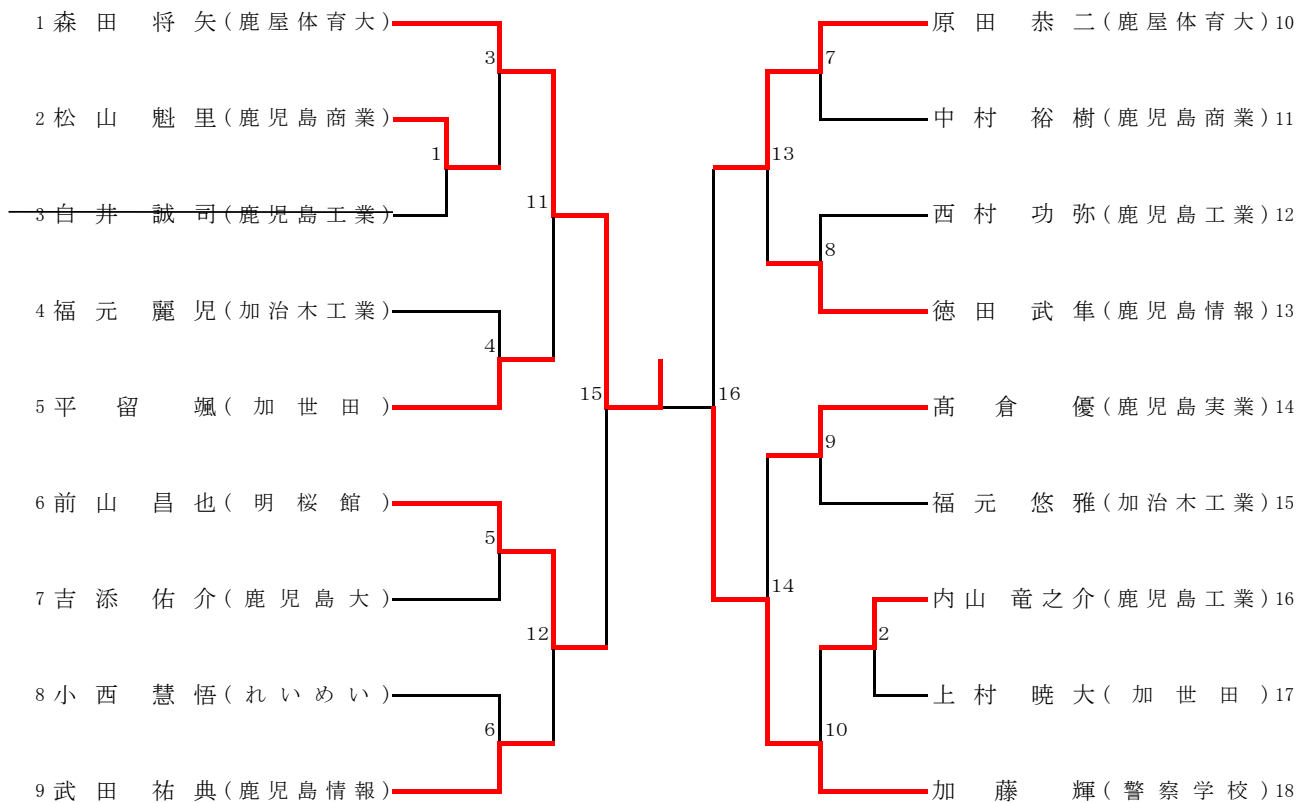 1 森田 将矢(鹿屋体育大)
原田 恭二(鹿屋体育大)10
3
7
2 松山 魁里(鹿児島商業)
中村 裕樹(鹿児島商業)11
1
13
3 白井 誠司(鹿児島工業)
11
西村 功弥(鹿児島工業)12
8
4 福元 麗児(加治木工業)
徳田 武隼(鹿児島情報)13
4
15
16
5 平留 颯(加世田)
髙倉 優(鹿児島実業)14
9
6 前山 昌也(明桜館)
福元 悠雅(加治木工業)15
5
14
7 吉添 佑介(鹿児島大)
内山 竜之介(鹿児島工業)16
12
2
8 小西 慧悟(れいめい)
上村 暁大(加世田)17
6
10
9 武田 祐典(鹿児島情報)
加藤 輝(警察学校)18